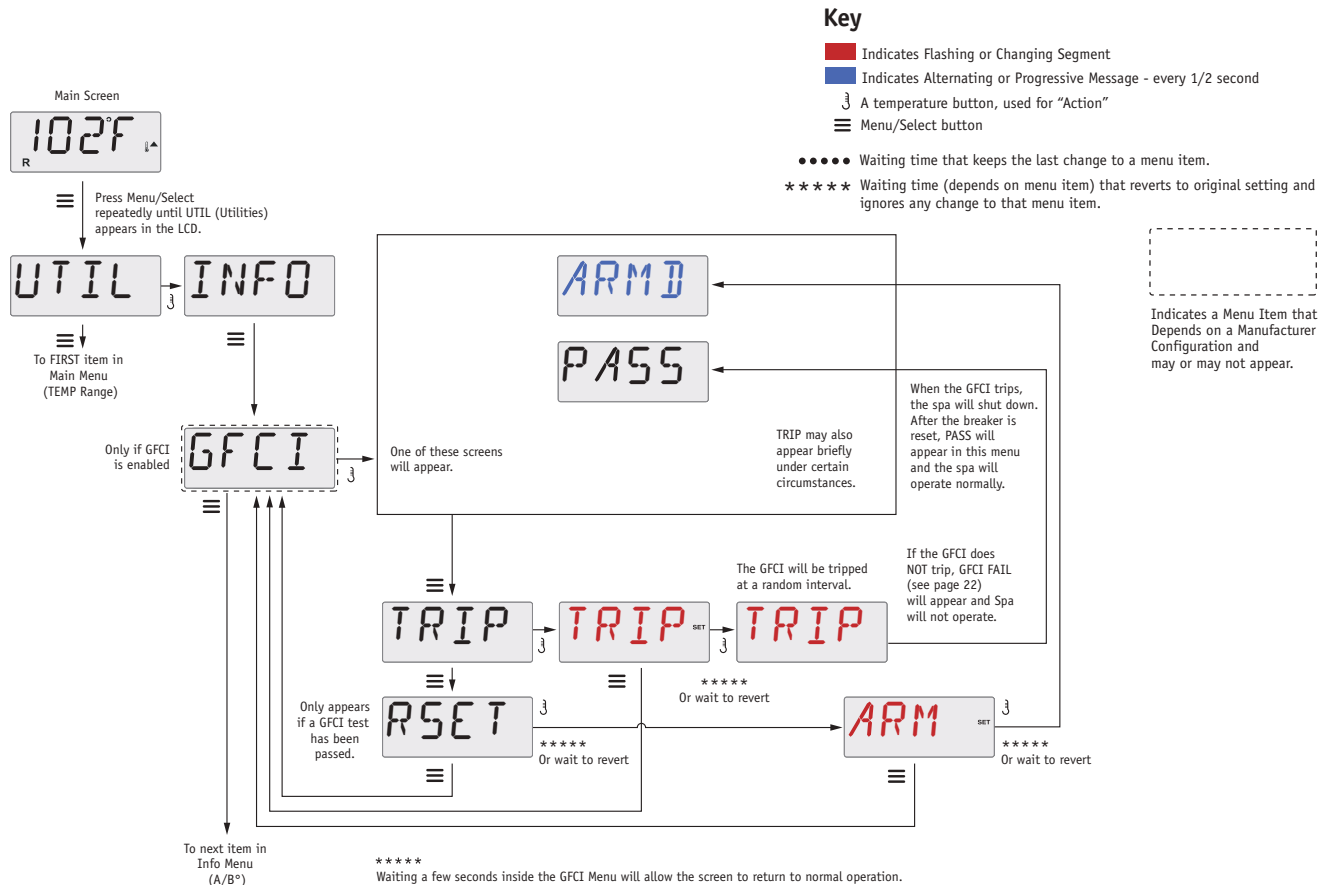 Key
Indicates Flashing or Changing Segment
Indicates Alternating or Progressive Message - every 1/2 second
A temperature button, used for “Action”
Menu/Select button
••••• Waiting time that keeps the last change to a menu item.
***** Waiting time (depends on menu item) that reverts to original setting and
ignores any change to that menu item.
Indicates a Menu Item that
Depends on a Manufacturer
Configuration and
may or may not appear.
Main Screen
102°F
R
Press Menu/Select
repeatedly until UTIL (Utilities)
appears in the LCD.
UTIL
INFO
To FIRST item in
Main Menu
(TEMP Range)
Only if GFCI
is enabled
GFCI
One of these screens
will appear.
ARMD
PASS
TRIP may also
appear briefly
under certain
circumstances.
When the GFCI trips,
the spa will shut down.
After the breaker is
reset, PASS will
appear in this menu
and the spa will
operate normally.
If the GFCI does
NOT trip, GFCI FAIL
(see page 22)
will appear and Spa
will not operate.
The GFCI will be tripped
at a random interval.
TRIP
TRIP SET
TRIP
*****
Or wait to revert
Only appears
if a GFCI test
has been
passed.
RSET
*****
Or wait to revert
ARM SET
*****
Or wait to revert
To next item in
Info Menu
(A/B°)
*****
Waiting a few seconds inside the GFCI Menu will allow the screen to return to normal operation.